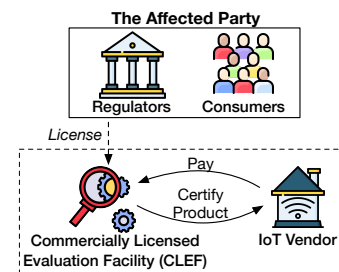 The Affected Party
Regulators Consumers
License
Pay
Certify
Product
Commercially Licensed
Evaluation Facility (CLEF)
IoT Vendor